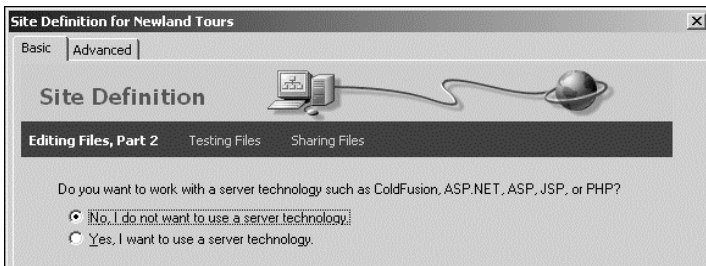 Site Definition for Newland Tours
Basic Advanced
Site Definition
Editing Files, Part 2 Testing Files Sharing Files
Do you want to work with a server technology such as ColdFusion, ASP.NET, ASP, JSP, or PHP?
No, I do not want to use a server technology.
Yes, I want to use a server technology.